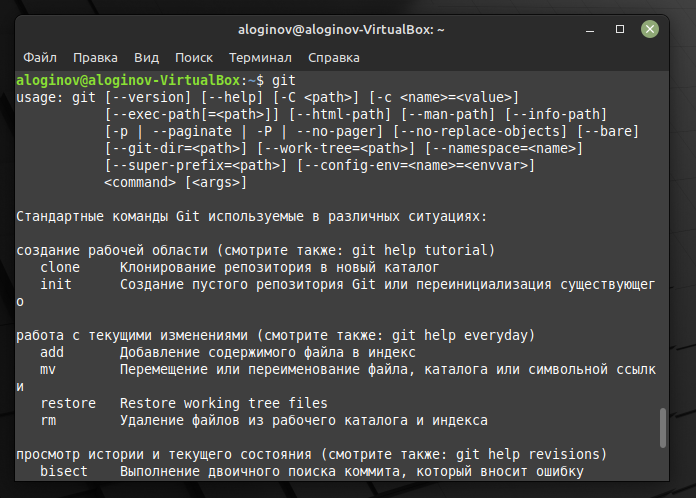 aloginov@aloginov-VirtualBox: ~
Файл Правка Вид Поиск Терминал Справка
aloginov@aloginov-VirtualBox:~$ git
usage: git [--version] [--help] [-C <path>] [-c <name>=<value>]
           [--exec-path[=<path>]] [--html-path] [--man-path] [--info-path]
           [-p | --paginate | -P | --no-pager] [--no-replace-objects] [--bare]
           [--git-dir=<path>] [--work-tree=<path>] [--namespace=<name>]
           [--super-prefix=<path>] [--config-env=<name>=<envvar>]
           <command> [<args>]
Стандартные команды Git используемые в различных ситуациях:
создание рабочей области (смотрите также: git help tutorial)
   clone     Клонирование репозитория в новый каталог
   init      Создание пустого репозитория Git или переинициализация существующег
о
работа с текущими изменениями (смотрите также: git help everyday)
   add       Добавление содержимого файла в индекс
   mv        Перемещение или переименование файла, каталога или символьной ссылк
и
   restore   Restore working tree files
   rm        Удаление файлов из рабочего каталога и индекса
просмотр истории и текущего состояния (смотрите также: git help revisions)
   bisect    Выполнение двоичного поиска коммита, который вносит ошибку